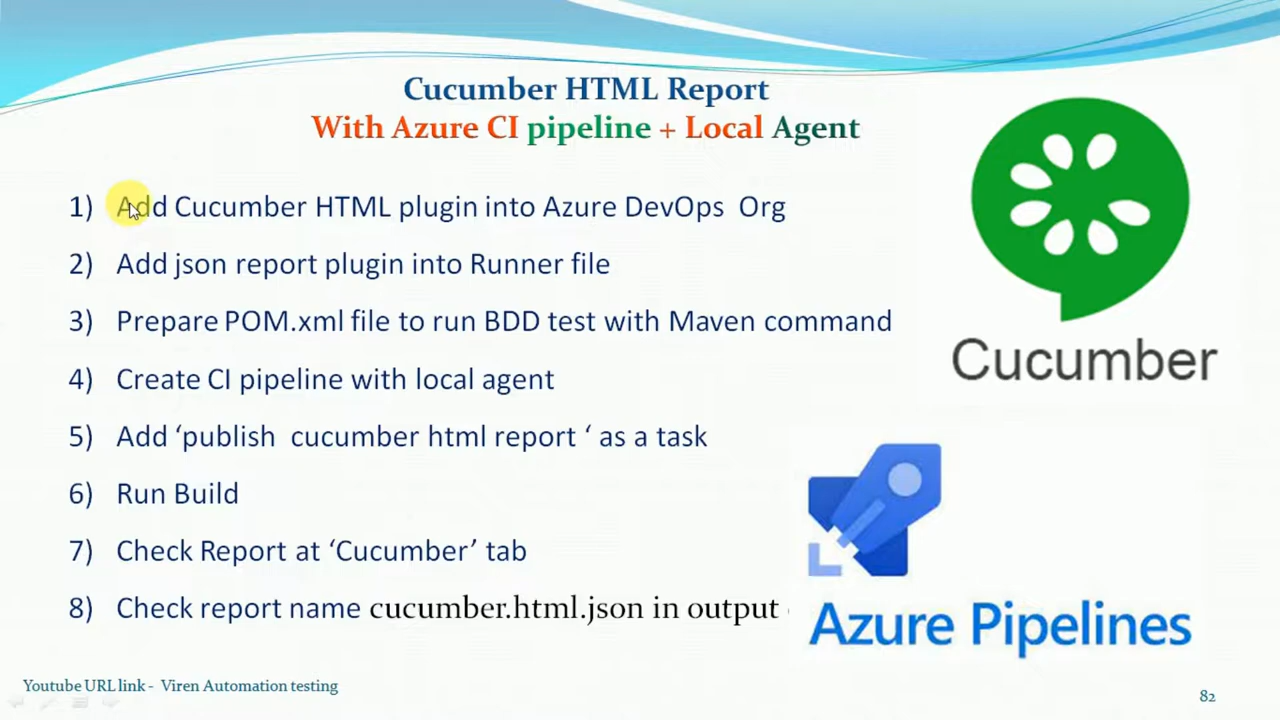 Cucumber HTML Report
With Azure CI pipeline + Local Agent
1) Add Cucumber HTML plugin into Azure DevOps Org
2) Add json report plugin into Runner file
3) Prepare POM.xml file to run BDD test with Maven command
4) Create CI pipeline with local agent
5) Add ‘publish cucumber html report ‘ as a task
6) Run Build
7) Check Report at ‘Cucumber’ tab
8) Check report name cucumber.html.json in output
Cucumber
Azure Pipelines
Youtube URL link - Viren Automation testing
82